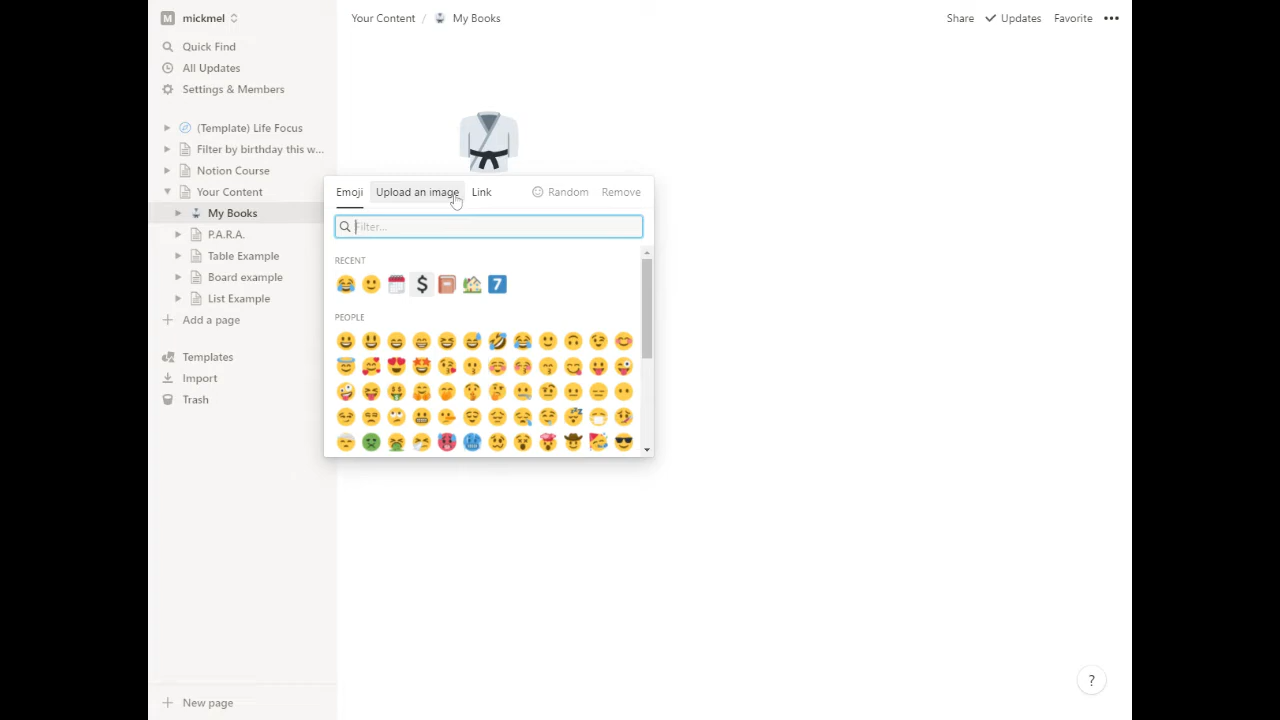 M mickmel
Quick Find
All Updates
Settings & Members
(Template) Life Focus
Filter by birthday this w...
Notion Course
Your Content
My Books
P.A.R.A.
Table Example
Board example
List Example
Add a page
Templates
Import
Trash
New page
Your Content / My Books
Share Updates Favorite
Emoji Upload an image Link Random Remove
Filter...
RECENT
$ 7
PEOPLE
?